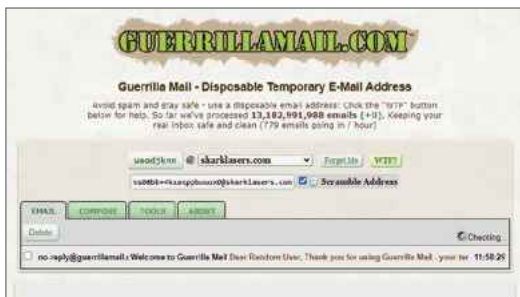 GUERRILLAMAIL.COM
Guerrilla Mail - Disposable Temporary E-Mail Address
Avoid spam and stay safe - use a disposable email address! Click the "WTF" button
below for help. So far we've processed 13,182,991,988 emails (+0), Keeping your
real inbox safe and clean (779 emails going in / hour)
@ sharklasers.com Forget Me WTF?
@sharklasers.com Scramble Address
EMAIL COMPOSE TOOLS ABOUT
Delete
Checking
no-reply@guerrillamail.c Welcome to Guerrilla Mail Dear Random User, Thank you for using Guerrilla Mail - your ter 11:58:29